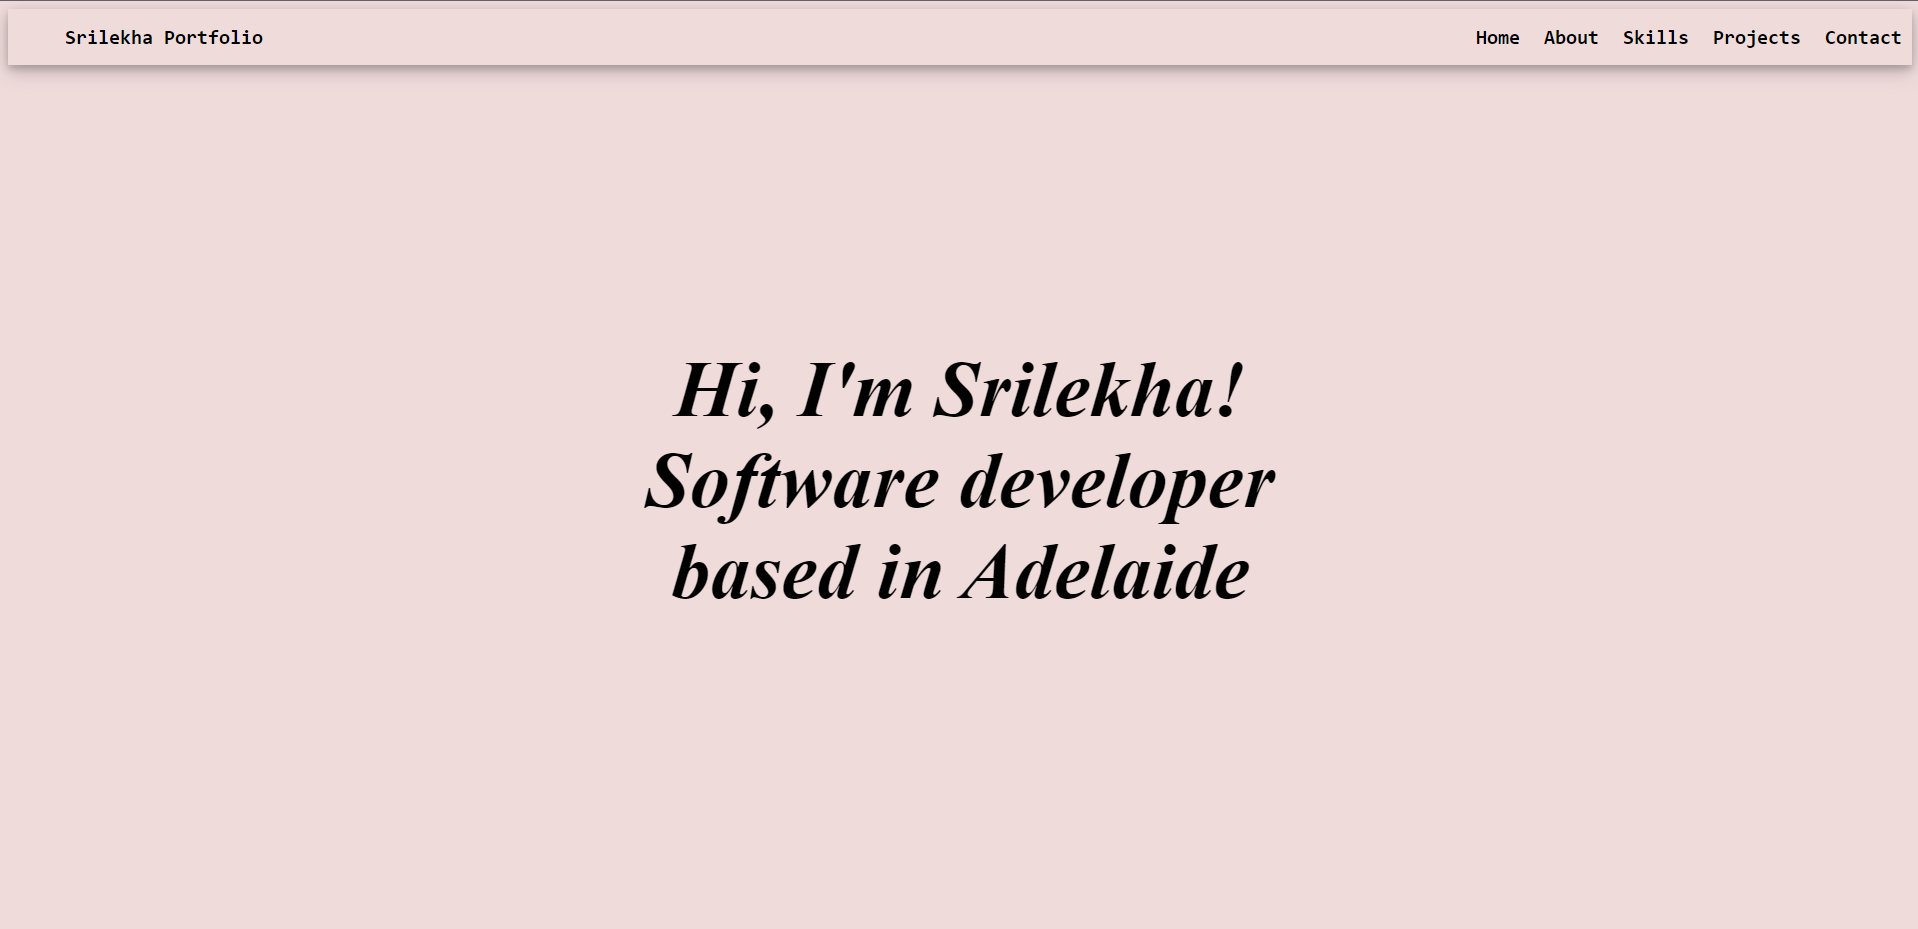 Srilekha Portfolio Home About Skills Projects Contact
Hi, I'm Srilekha!
Software developer
based in Adelaide